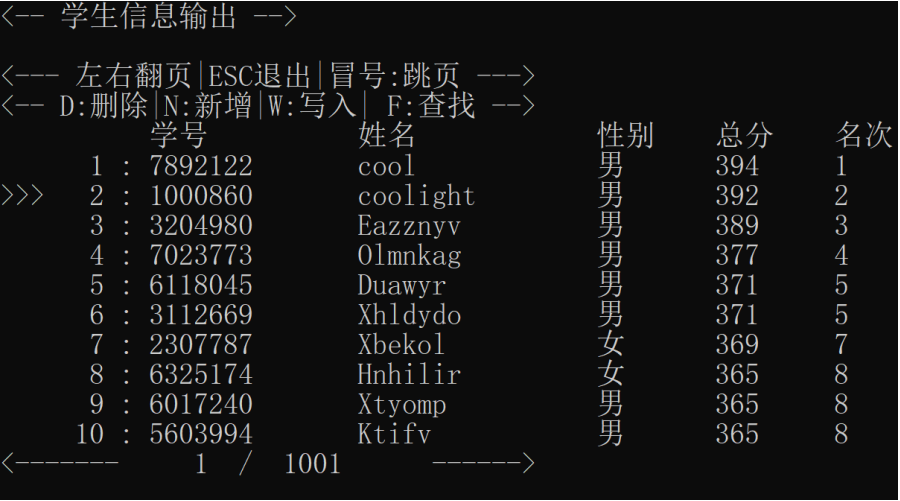 <-- 学生信息输出 -->
<--- 左右翻页|ESC退出|冒号:跳页 --->
<-- D:删除|N:新增|W:写入| F:查找 -->
学号 姓名 性别 总分 名次
1 : 7892122 cool 男 394 1
>>> 2 : 1000860 coolight 男 392 2
3 : 3204980 Eazznyv 男 389 3
4 : 7023773 Olmnkag 男 377 4
5 : 6118045 Duawyr 男 371 5
6 : 3112669 Xhldydo 男 371 5
7 : 2307787 Xbekol 女 369 7
8 : 6325174 Hnhilir 女 365 8
9 : 6017240 Xtyomp 男 365 8
10 : 5603994 Ktifv 男 365 8
<------- 1 / 1001 ------>